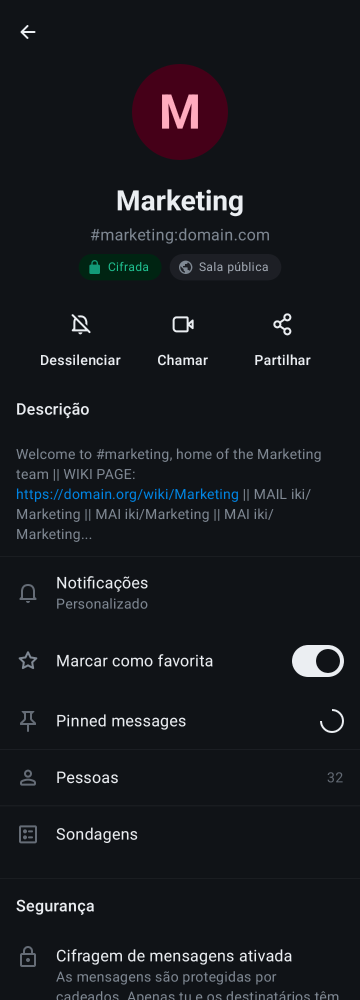 M
Marketing
#marketing:domain.com
Cifrada
Sala pública
Dessilenciar
Chamar
Partilhar
Descrição
Welcome to #marketing, home of the Marketing
team || WIKI PAGE:
https://domain.org/wiki/Marketing || MAIL iki/
Marketing || MAI iki/Marketing || MAI iki/
Marketing...
Notificações
Personalizado
Marcar como favorita
Pinned messages
Pessoas
32
Sondagens
Segurança
Cifragem de mensagens ativada
As mensagens são protegidas por
cadeados. Apenas tu e os destinatários têm